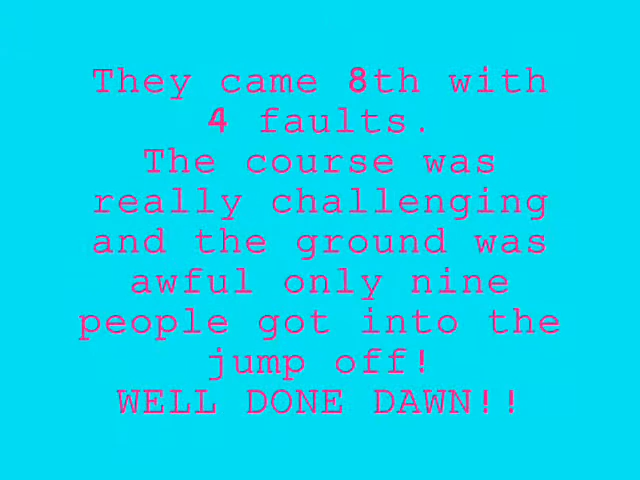 They came 8th with
4 faults.
The course was
really challenging
and the ground was
awful only nine
people got into the
jump off!
WELL DONE DAWN!!